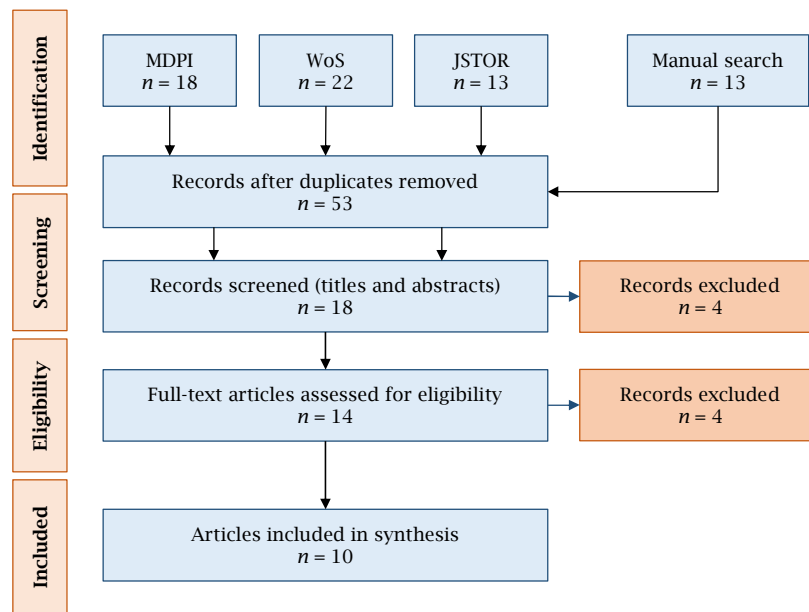 Identification
MDPI
n = 18
WoS
n = 22
JSTOR
n = 13
Manual search
n = 13
Records after duplicates removed
n = 53
Screening
Records screened (titles and abstracts)
n = 18
Records excluded
n = 4
Eligibility
Full-text articles assessed for eligibility
n = 14
Records excluded
n = 4
Included
Articles included in synthesis
n = 10